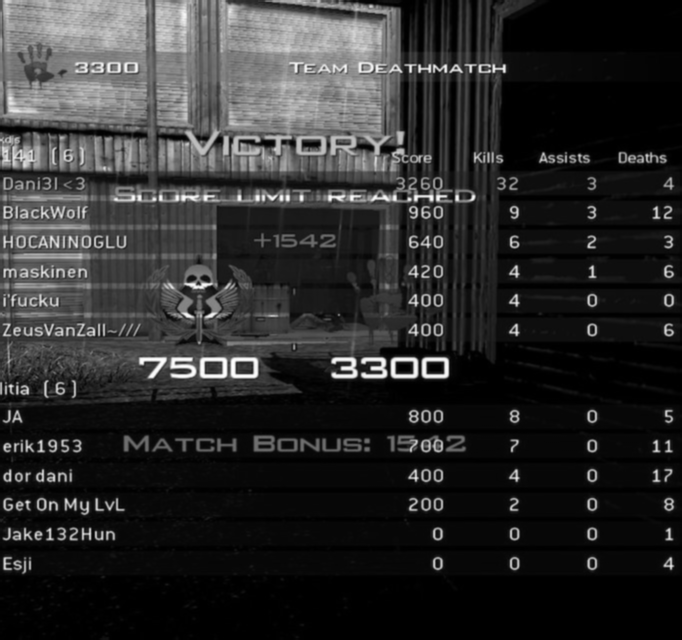 3300 Team Deathmatch
Victory!
141 (6) Score Kills Assists Deaths
Dani3l <3 3260 32 3 4
Score limit reached
BlackWolf 960 9 3 12
HOCANINOGLU +1542 640 6 2 3
maskinen 420 4 1 6
i'fucku 400 4 0 0
ZeusVanZall~/// 400 4 0 6
7500 3300
litia (6)
JA 800 8 0 5
erik1953 700 7 0 11
Match Bonus: 1542
dor dani 400 4 0 17
Get On My LvL 200 2 0 8
Jake132Hun 0 0 0 1
Esji 0 0 0 4